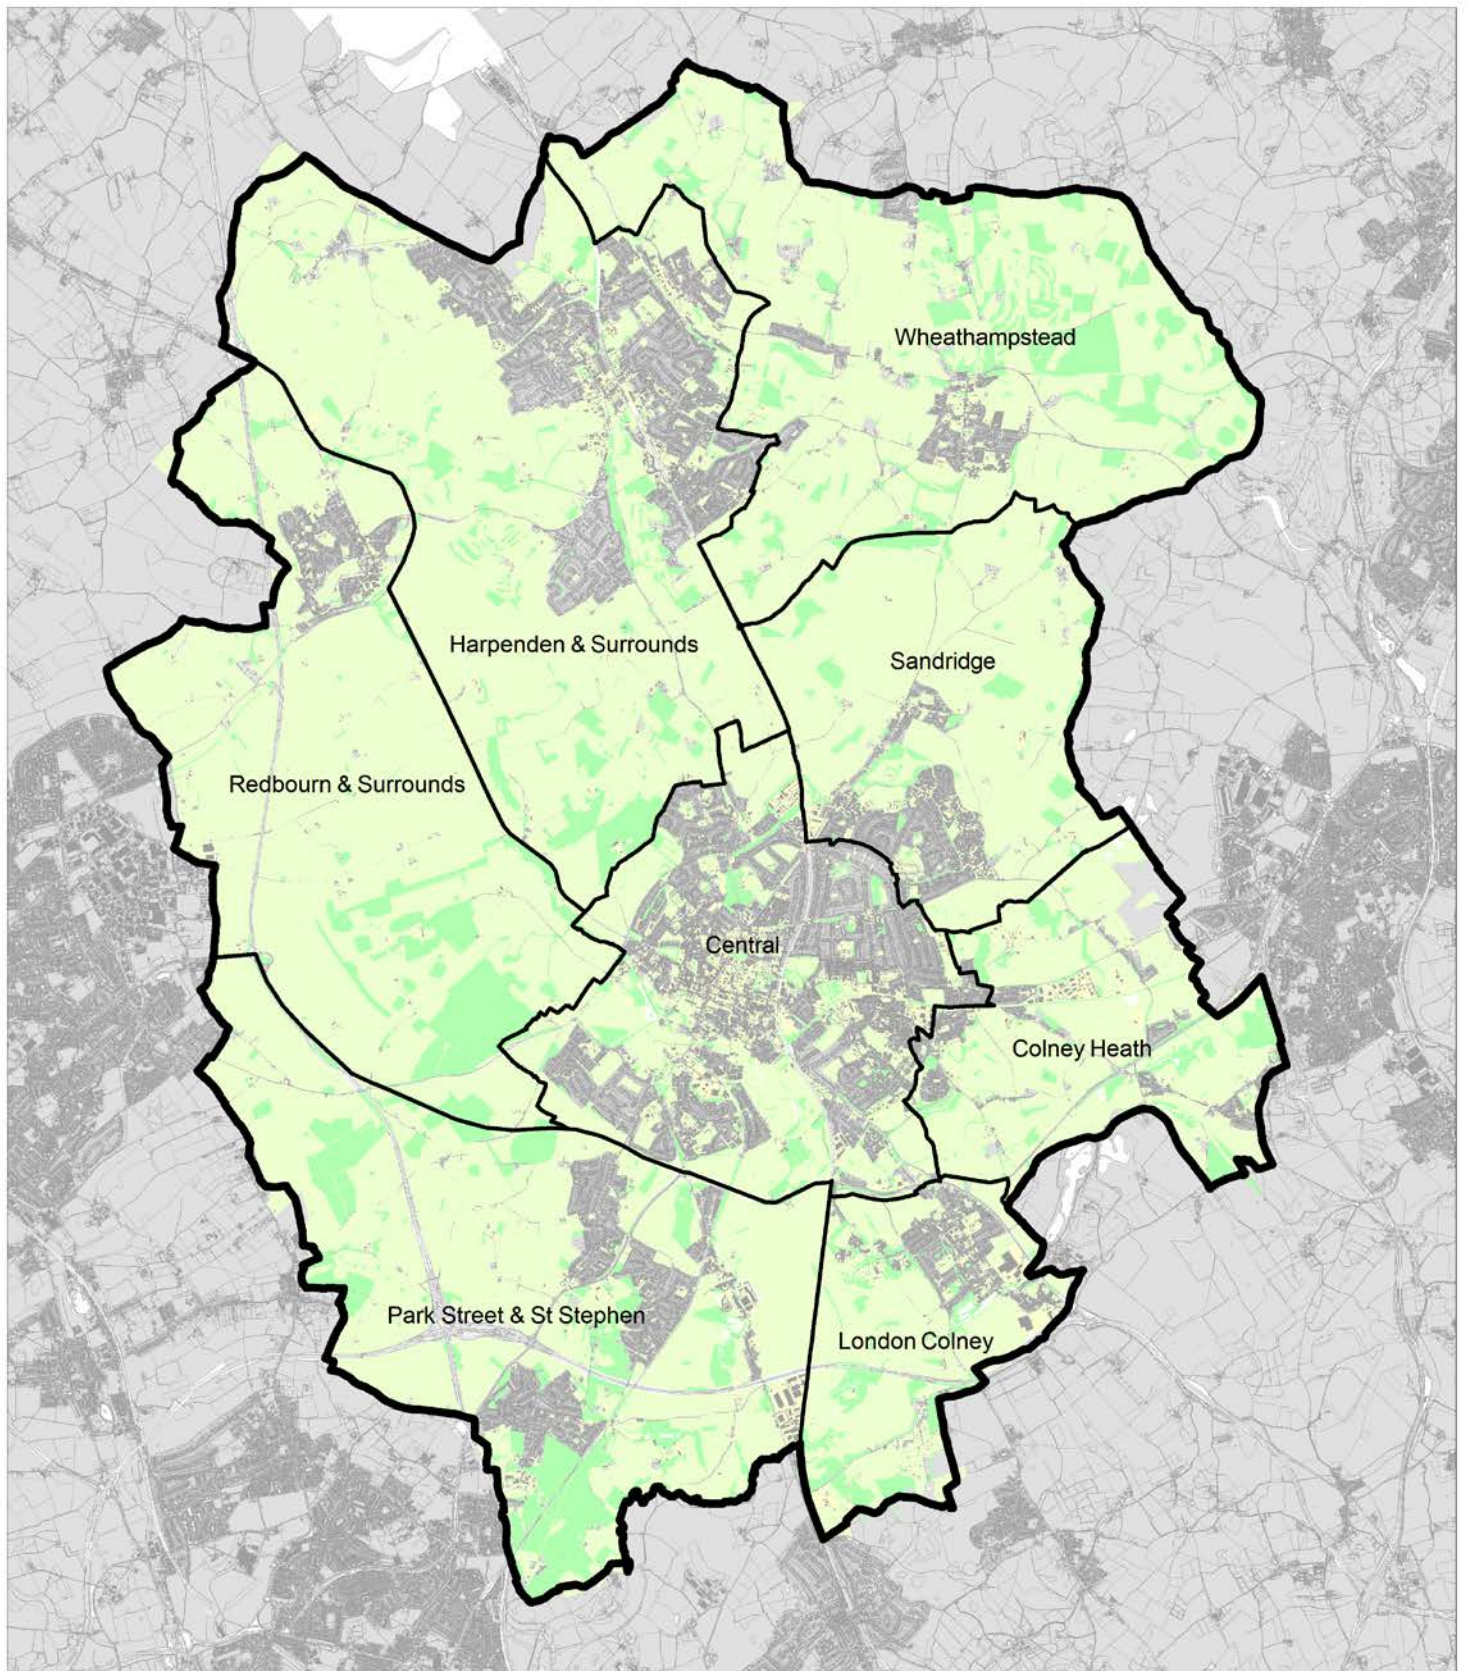 Wheathampstead
Harpenden & Surrounds
Sandridge
Redbourn & Surrounds
Central
Colney Heath
Park Street & St Stephen
London Colney